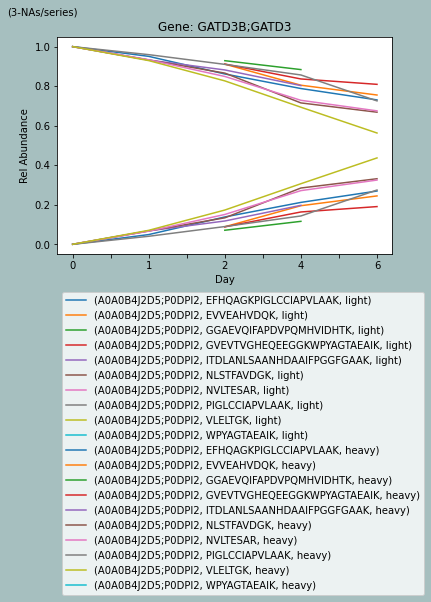 (3-NAs/series)
Gene: GATD3B;GATD3
1.0
0.8
0.6
0.4
0.2
0.0
Rel Abundance
0 1 2 4 6
Day
(A0A0B4J2D5;P0DPI2, EFHQAGKPIGLCCIAPVLAAK, light)
(A0A0B4J2D5;P0DPI2, EVVEAHVDQK, light)
(A0A0B4J2D5;P0DPI2, GGAEVQIFAPDVPQMHVIDHTK, light)
(A0A0B4J2D5;P0DPI2, GVEVTVGHEQEEGGKWPYAGTAEAIK, light)
(A0A0B4J2D5;P0DPI2, ITDLANLSAANHDAAIFPGGFGAAK, light)
(A0A0B4J2D5;P0DPI2, NLSTFAVDGK, light)
(A0A0B4J2D5;P0DPI2, NVLTESAR, light)
(A0A0B4J2D5;P0DPI2, PIGLCCIAPVLAAK, light)
(A0A0B4J2D5;P0DPI2, VLELTGK, light)
(A0A0B4J2D5;P0DPI2, WPYAGTAEAIK, light)
(A0A0B4J2D5;P0DPI2, EFHQAGKPIGLCCIAPVLAAK, heavy)
(A0A0B4J2D5;P0DPI2, EVVEAHVDQK, heavy)
(A0A0B4J2D5;P0DPI2, GGAEVQIFAPDVPQMHVIDHTK, heavy)
(A0A0B4J2D5;P0DPI2, GVEVTVGHEQEEGGKWPYAGTAEAIK, heavy)
(A0A0B4J2D5;P0DPI2, ITDLANLSAANHDAAIFPGGFGAAK, heavy)
(A0A0B4J2D5;P0DPI2, NLSTFAVDGK, heavy)
(A0A0B4J2D5;P0DPI2, NVLTESAR, heavy)
(A0A0B4J2D5;P0DPI2, PIGLCCIAPVLAAK, heavy)
(A0A0B4J2D5;P0DPI2, VLELTGK, heavy)
(A0A0B4J2D5;P0DPI2, WPYAGTAEAIK, heavy)